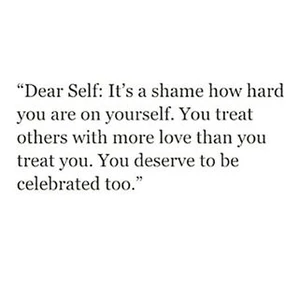 “Dear Self: It’s a shame how hard
you are on yourself. You treat
others with more love than you
treat you. You deserve to be
celebrated too.”